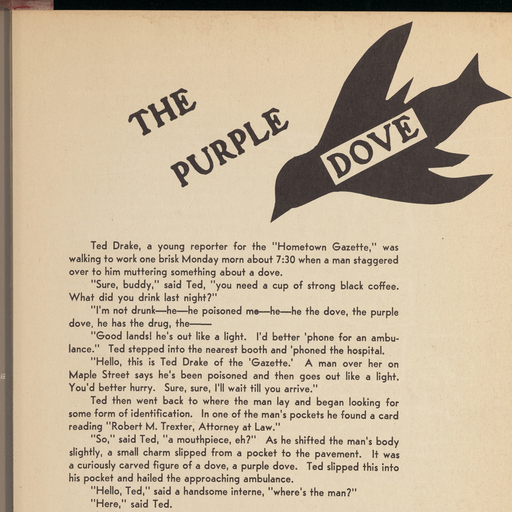 THE
PURPLE
DOVE
Ted Drake, a young reporter for the "Hometown Gazette," was
walking to work one brisk Monday morn about 7:30 when a man staggered
over to him muttering something about a dove.
"Sure, buddy," said Ted, "you need a cup of strong black coffee.
What did you drink last night?"
"I'm not drunk—he—he poisoned me—he—he the dove, the purple
dove, he has the drug, the——
"Good lands! he's out like a light. I'd better 'phone for an ambu-
lance." Ted stepped into the nearest booth and 'phoned the hospital.
"Hello, this is Ted Drake of the 'Gazette.' A man over her on
Maple Street says he's been poisoned and then goes out like a light.
You'd better hurry. Sure, sure, I'll wait till you arrive."
Ted then went back to where the man lay and began looking for
some form of identification. In one of the man's pockets he found a card
reading "Robert M. Trexter, Attorney at Law."
"So," said Ted, "a mouthpiece, eh?" As he shifted the man's body
slightly, a small charm slipped from a pocket to the pavement. It was
a curiously carved figure of a dove, a purple dove. Ted slipped this into
his pocket and hailed the approaching ambulance.
"Hello, Ted," said a handsome interne, "where's the man?"
"Here," said Ted.